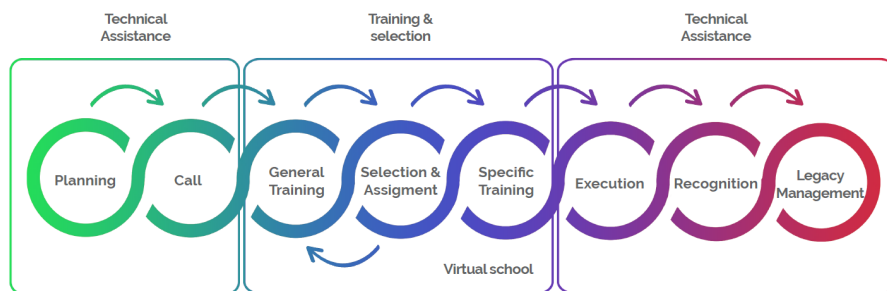 Technical
Assistance
Training &
selection
Technical
Assistance
Planning
Call
General
Training
Selection &
Assigment
Specific
Training
Execution
Recognition
Legacy
Management
Virtual school